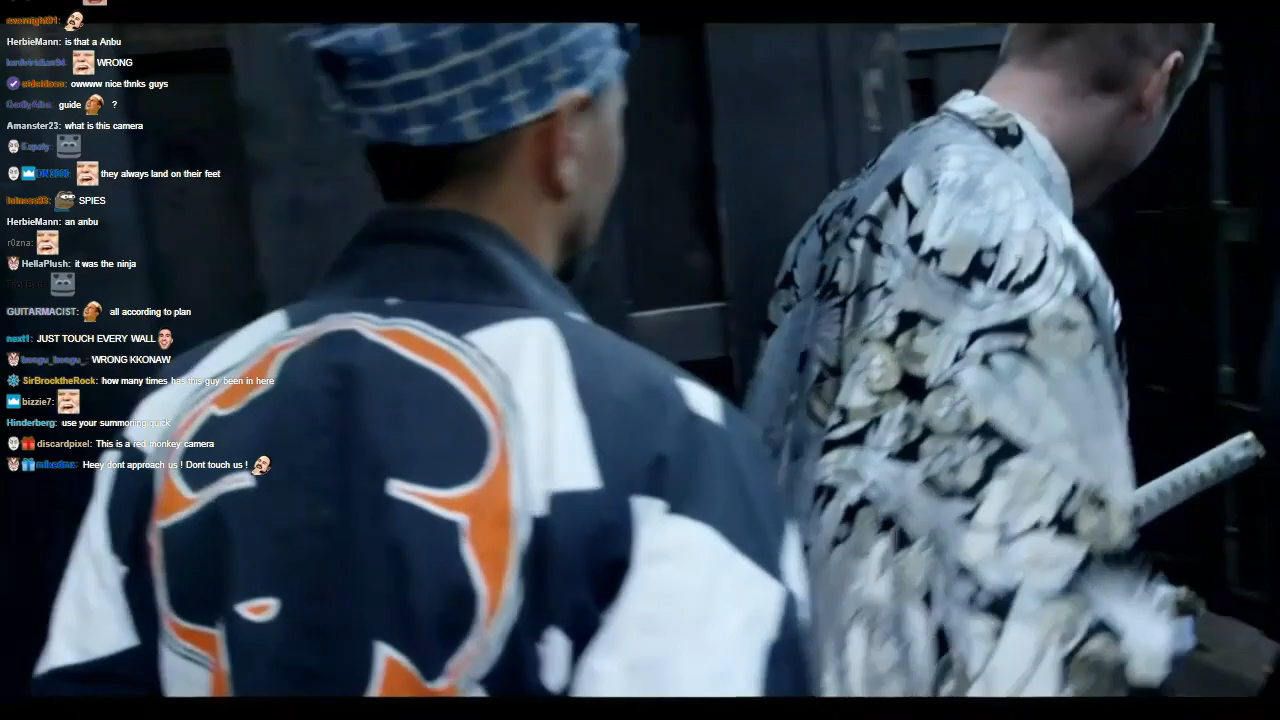 HerbieMann: is that a Anbu
WRONG
owwww nice thnks guys
guide ?
Amanster23: what is this camera
they always land on their feet
SPIES
HerbieMann: an anbu
r0zna:
HellaPlush: it was the ninja
GUITARMACIST: all according to plan
next1: JUST TOUCH EVERY WALL
WRONG KKONAW
SirBrocktheRock: how many times has this guy been in here
bizzie7:
Hinderberg: use your summoning quick
discardpixel: This is a red monkey camera
Heey dont approach us ! Dont touch us !